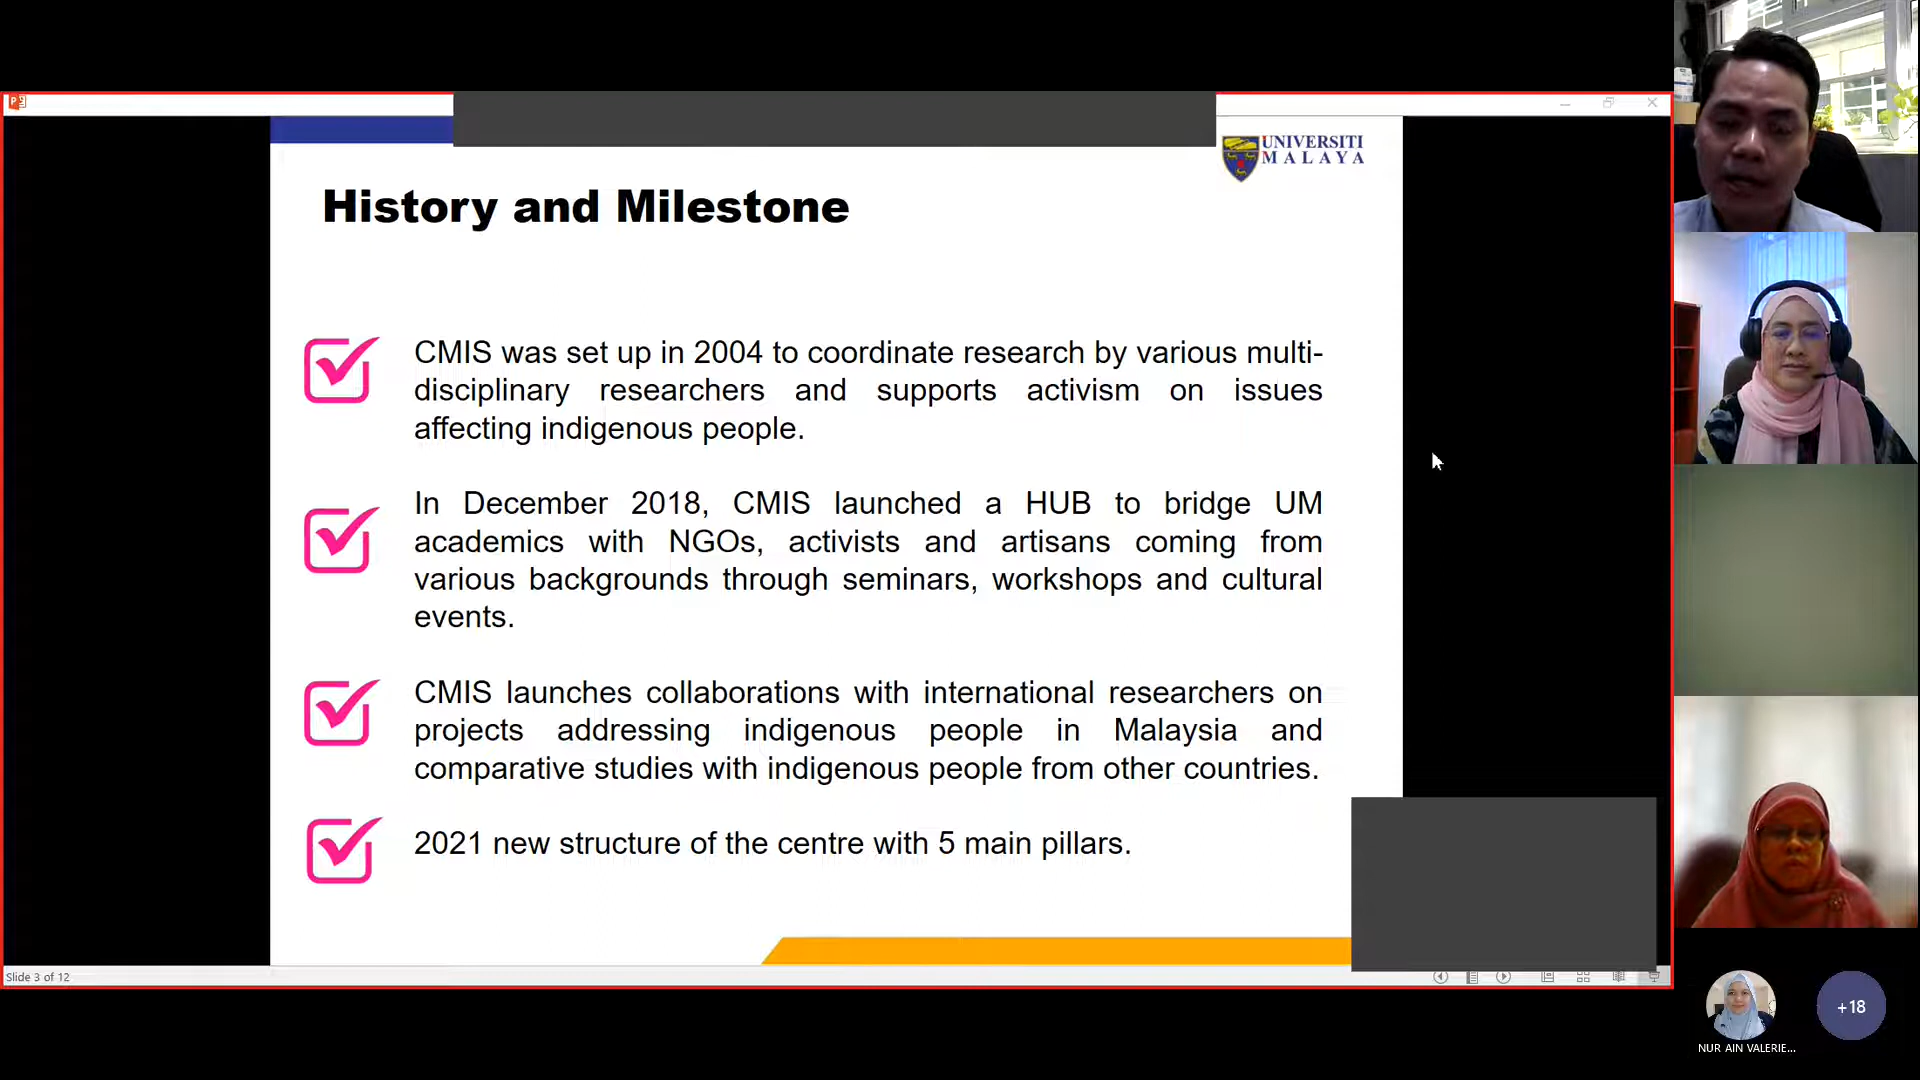 UNIVERSITI
MALAYA
History and Milestone
CMIS was set up in 2004 to coordinate research by various multi-
disciplinary researchers and supports activism on issues
affecting indigenous people.
In December 2018, CMIS launched a HUB to bridge UM
academics with NGOs, activists and artisans coming from
various backgrounds through seminars, workshops and cultural
events.
CMIS launches collaborations with international researchers on
projects addressing indigenous people in Malaysia and
comparative studies with indigenous people from other countries.
2021 new structure of the centre with 5 main pillars.
Slide 3 of 12
+18
NUR AIN VALERIE...